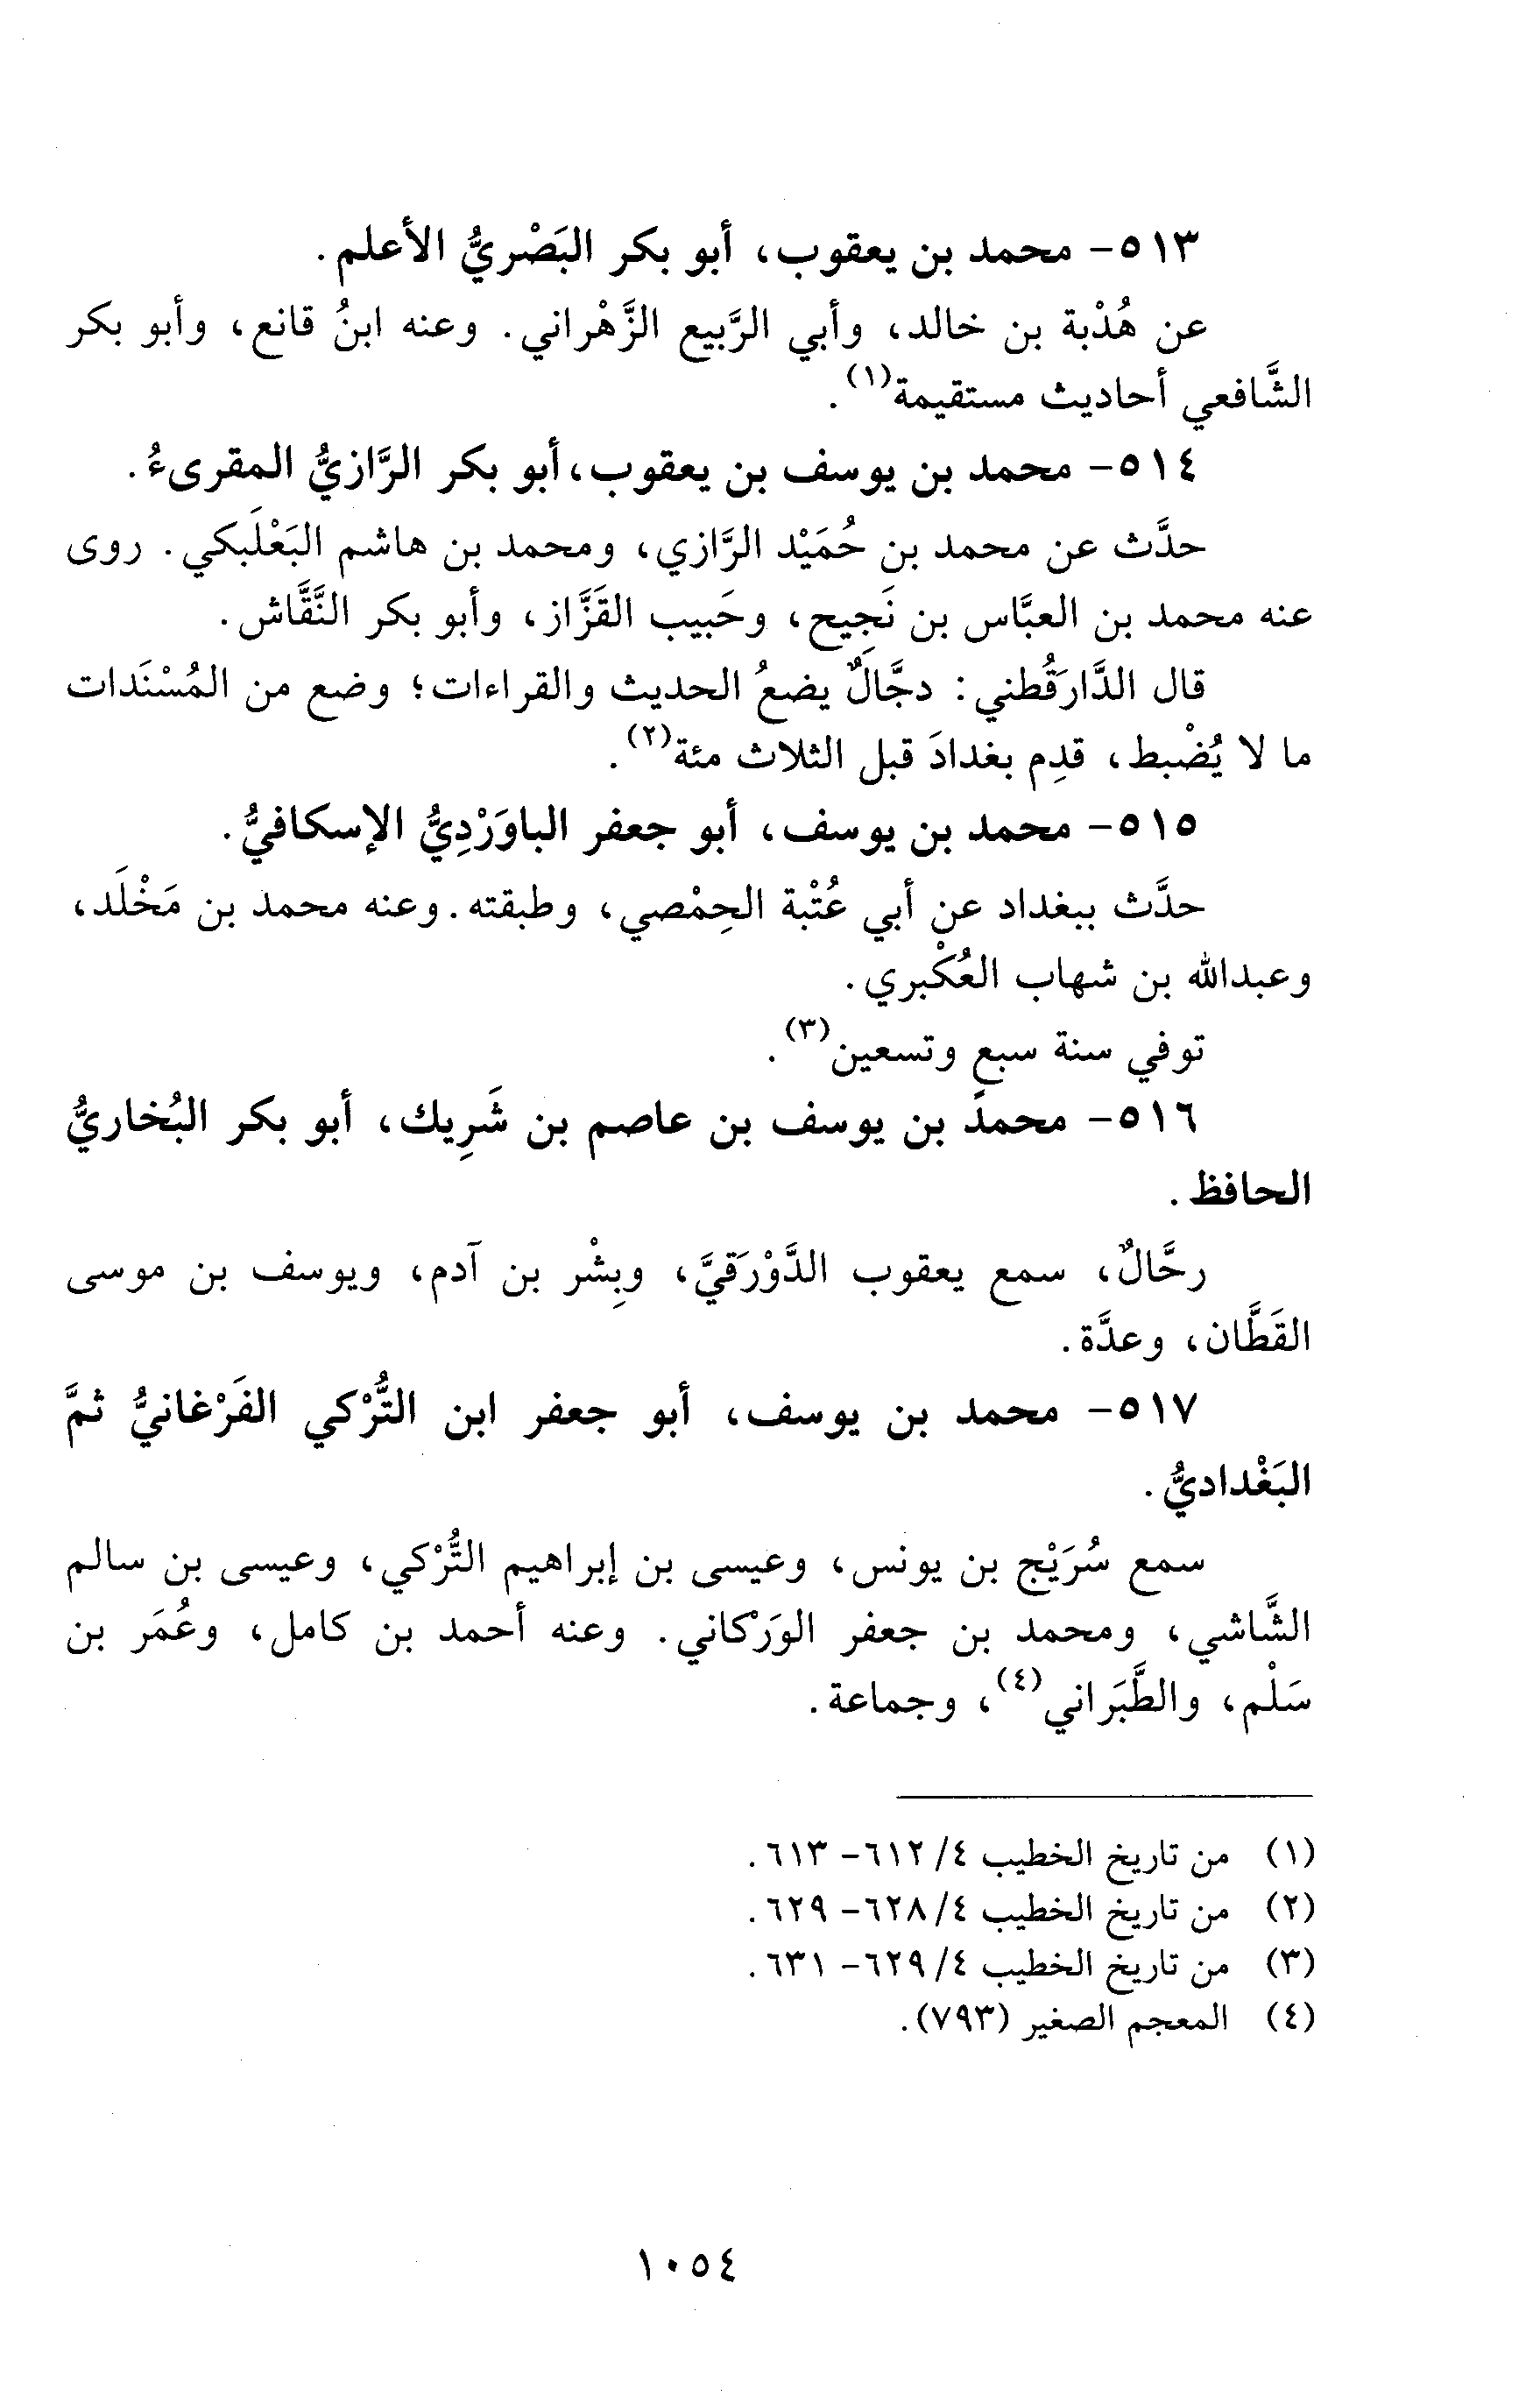 ٥١٣- محمد بن يعقوب، أبو بكر البَصْريُّ الأعلم.
عن هُدْبة بن خالد، وأبي الرَّبيع الزَّهْراني. وعنه ابنُ قانع، وأبو بكر
الشَّافعي أحاديث مستقيمة(١).
٥١٤- محمد بن يوسف بن يعقوب، أبو بكر الرَّازيُّ المقرىءُ.
حدَّث عن محمد بن حُمَيْد الرَّازي، ومحمد بن هاشم البَعْلَبكي. روى
عنه محمد بن العبَّاس بن نَجِيح، وحَبيب القَزَّاز، وأبو بكر النَّقَّاش.
قال الدَّارَقُطني: دجَّالٌ يضعُ الحديث والقراءات؛ وضع من المُسْنَدات
ما لا يُضْبط، قدِم بغدادَ قبل الثلاث مئة(٢).
٥١٥- محمد بن يوسف، أبو جعفر الباوَرْدِيُّ الإسكافيُّ.
حدَّث ببغداد عن أبي عُتْبة الحِمْصي، وطبقته. وعنه محمد بن مَخْلَد،
وعبدالله بن شهاب العُكْبري.
توفي سنة سبع وتسعين(٣).
٥١٦- محمدُ بن يوسف بن عاصم بن شَرِيك، أبو بكر البُخاريُّ
الحافظ.
رحَّالٌ، سمع يعقوب الدَّوْرَقيَّ، وبِشْر بن آدم، ويوسف بن موسى
القَطَّان، وعدَّة.
٥١٧- محمد بن يوسف، أبو جعفر ابن التُّرْكي الفَرْغانيُّ ثمَّ
البَغْداديُّ.
سمع سُرَيْج بن يونس، وعيسى بن إبراهيم التُّرْكي، وعيسى بن سالم
الشَّاشي، ومحمد بن جعفر الوَرْكاني. وعنه أحمد بن كامل، وعُمَر بن
سَلْم، والطَّبَراني(٤)، وجماعة.
(١) من تاريخ الخطيب ٤/ ٦١٢- ٦١٣.
(٢) من تاريخ الخطيب ٤/ ٦٢٨- ٦٢٩.
(٣) من تاريخ الخطيب ٤/ ٦٢٩- ٦٣١.
(٤) المعجم الصغير (٧٩٣).
١٠٥٤